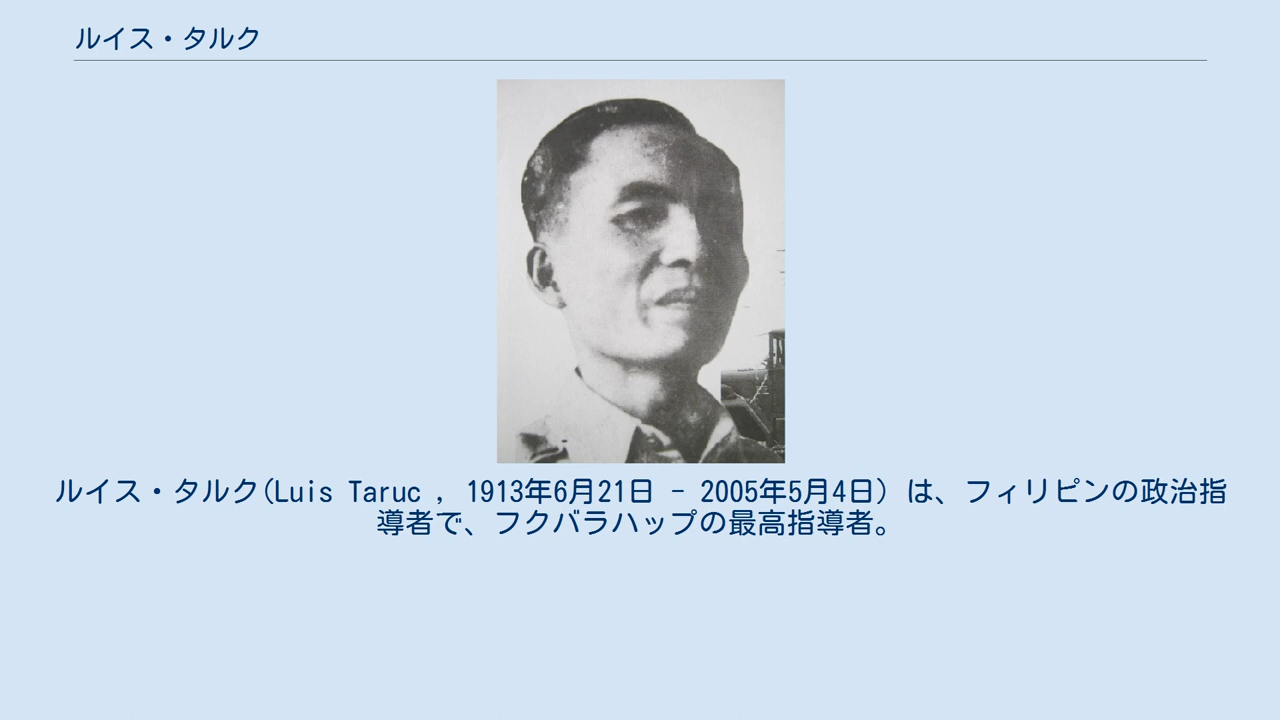 ルイス・タルク
ルイス・タルク(Luis Taruc , 1913年6月21日 - 2005年5月4日) は、フィリピンの政治指
導者で、フクバラハップの最高指導者。